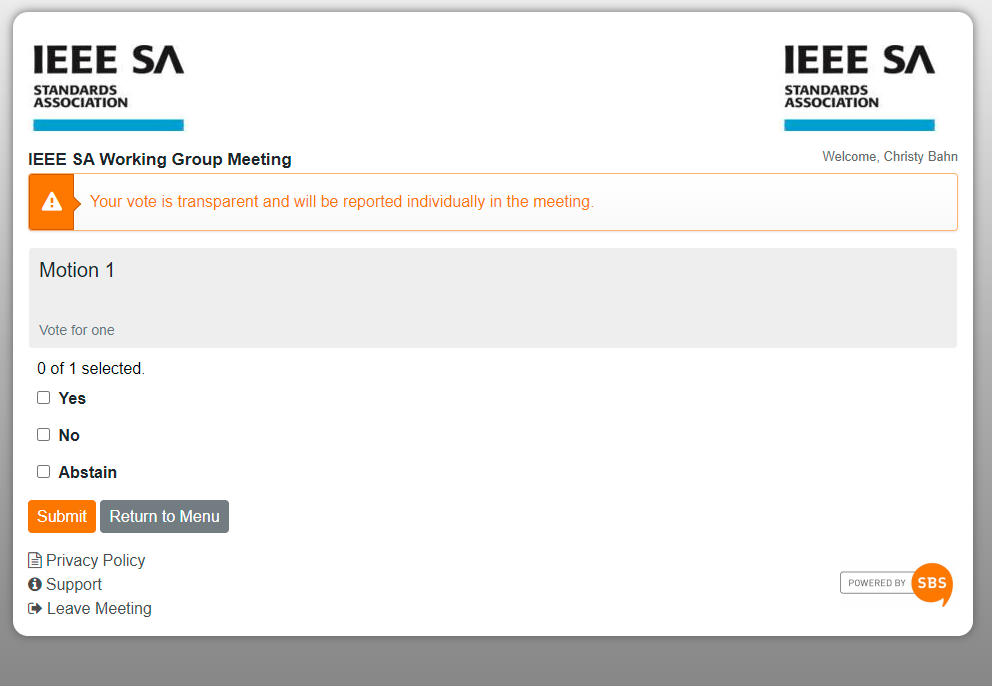 IEEE SA
STANDARDS
ASSOCIATION
IEEE SA
STANDARDS
ASSOCIATION
IEEE SA Working Group Meeting
Welcome, Christy Bahn
Your vote is transparent and will be reported individually in the meeting.
Motion 1
Vote for one
0 of 1 selected.
Yes
No
Abstain
Submit Return to Menu
Privacy Policy
Support
Leave Meeting
POWERED BY SBS